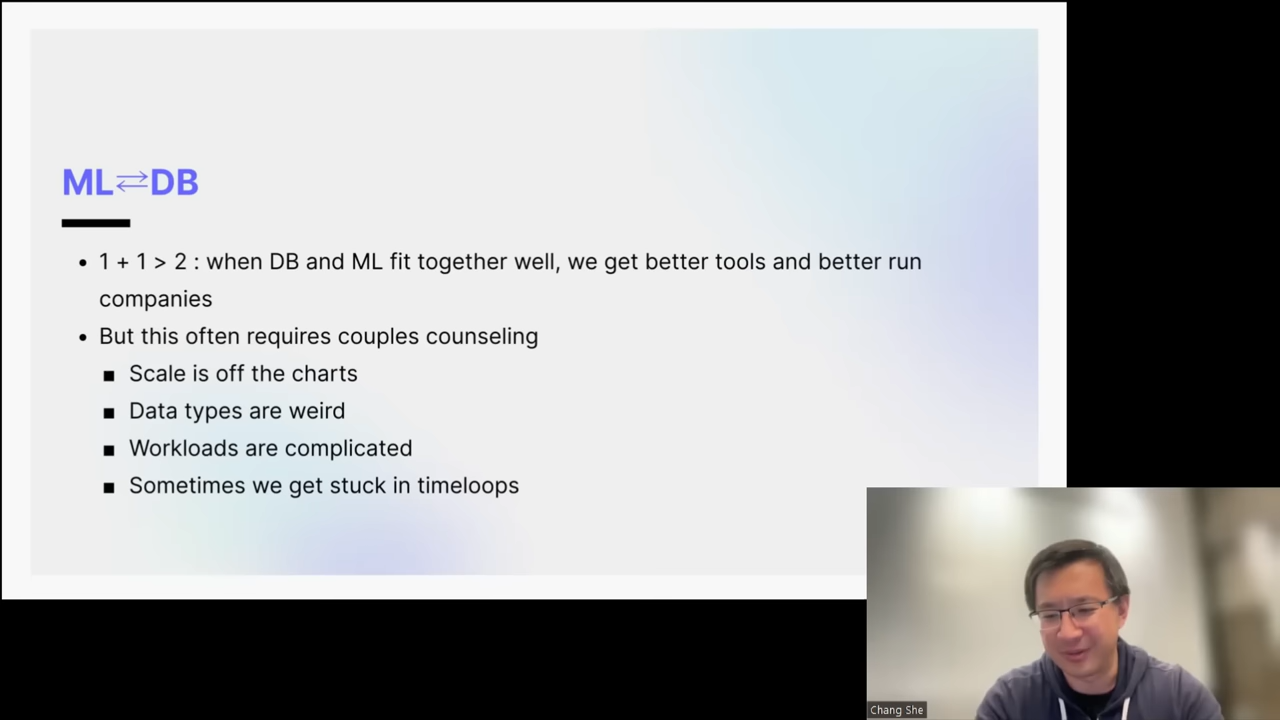 ML⇄DB
• 1 + 1 > 2 : when DB and ML fit together well, we get better tools and better run
companies
• But this often requires couples counseling
■ Scale is off the charts
■ Data types are weird
■ Workloads are complicated
■ Sometimes we get stuck in timeloops
Chang She